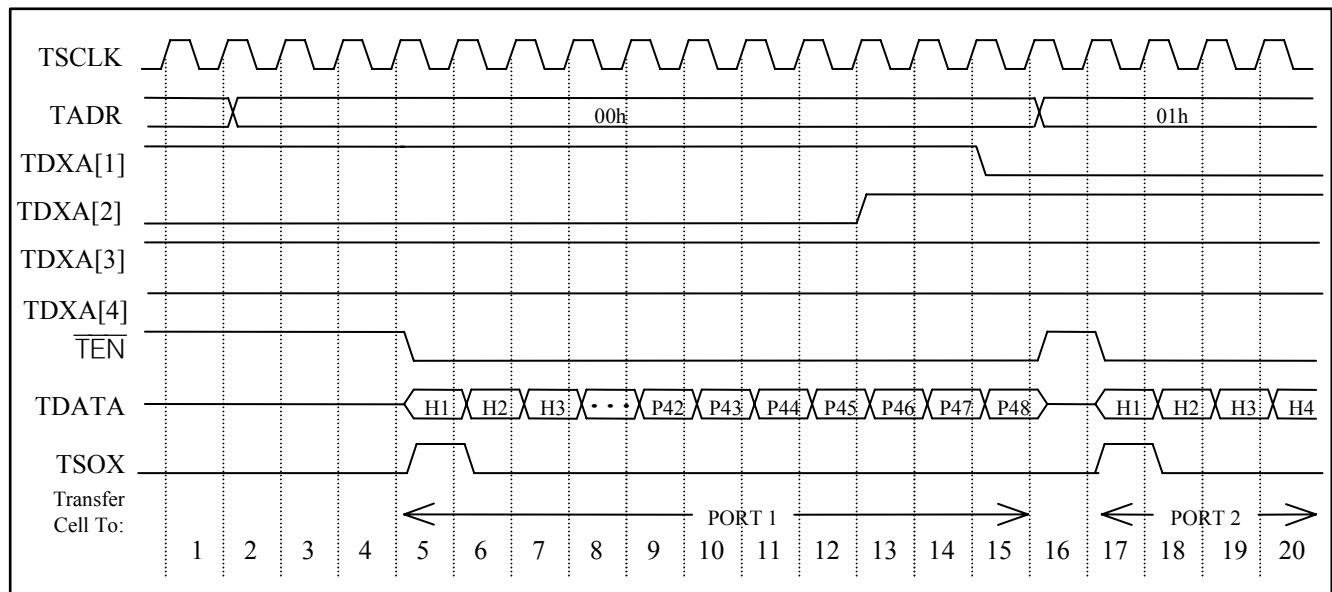 TSCLK
TADR 00h 01h
TDXA[1]
TDXA[2]
TDXA[3]
TDXA[4]
TEN
TDATA H1 H2 H3 • • • P42 P43 P44 P45 P46 P47 P48 H1 H2 H3 H4
TSOX
Transfer
Cell To: PORT 1 PORT 2
1 2 3 4 5 6 7 8 9 10 11 12 13 14 15 16 17 18 19 20